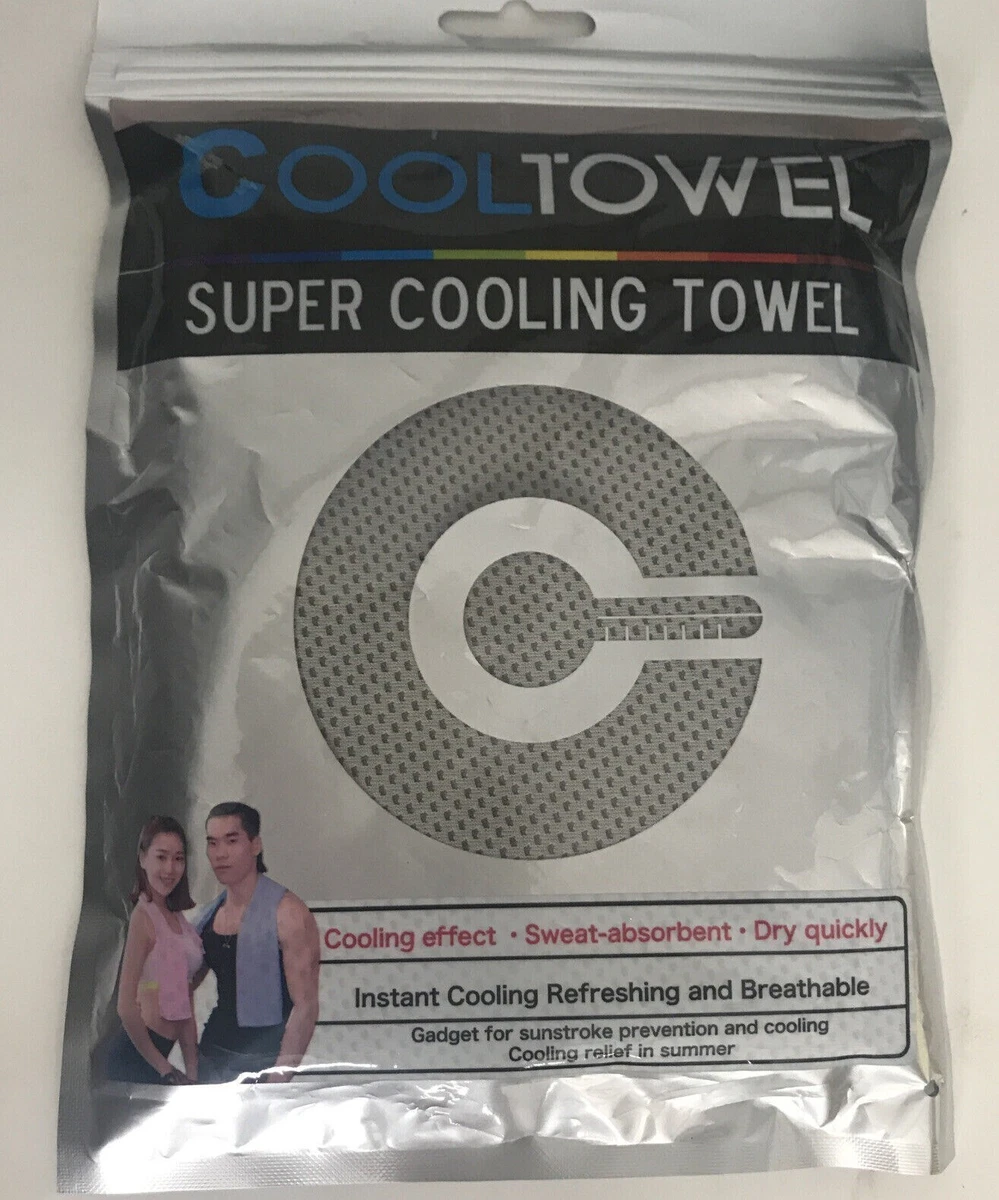 COOLTOWEL
SUPER COOLING TOWEL
Cooling effect ・Sweat-absorbent・Dry quickly
Instant Cooling Refreshing and Breathable
Gadget for sunstroke prevention and cooling
Cooling relief in summer